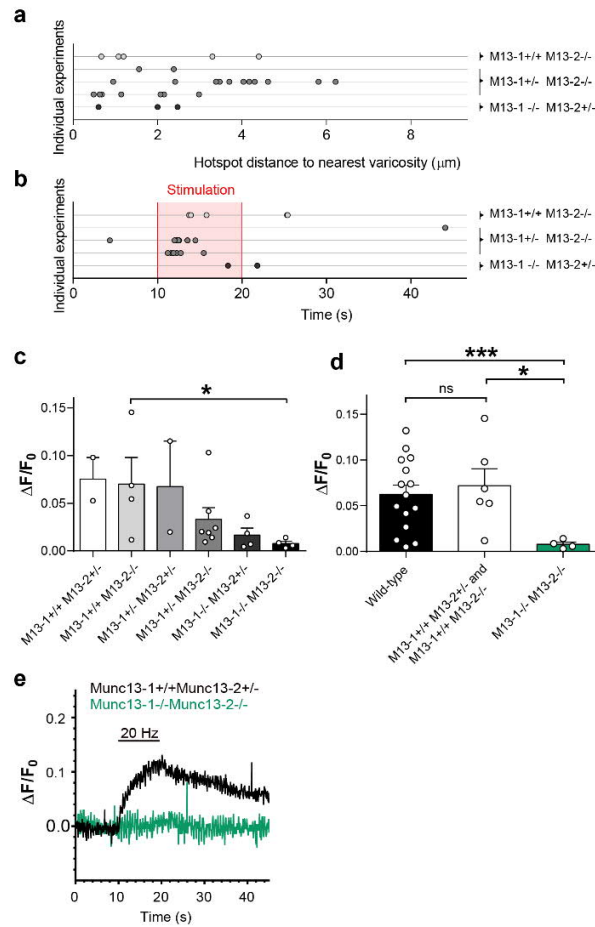 a
Individual experiments
M13-1+/+ M13-2-/-
M13-1+/- M13-2-/-
M13-1 -/- M13-2+/-
0 2 4 6 8
Hotspot distance to nearest varicosity (μm)
b
Stimulation
Individual experiments
M13-1+/+ M13-2-/-
M13-1+/- M13-2-/-
M13-1 -/- M13-2+/-
0 10 20 30 40
Time (s)
c
*
ΔF/F0
0.15
0.10
0.05
0.00
M13-1+/+ M13-2+/-
M13-1+/+ M13-2-/-
M13-1+/- M13-2+/-
M13-1+/- M13-2-/-
M13-1-/- M13-2+/-
M13-1-/- M13-2-/-
d
***
ns
*
ΔF/F0
0.15
0.10
0.05
0.00
Wild-type
M13-1+/+ M13-2+/- and
M13-1+/+ M13-2-/-
M13-1-/- M13-2-/-
e
Munc13-1+/+Munc13-2+/-
Munc13-1-/-Munc13-2-/-
20 Hz
ΔF/F0
0.2
0.1
0.0
0 10 20 30 40
Time (s)